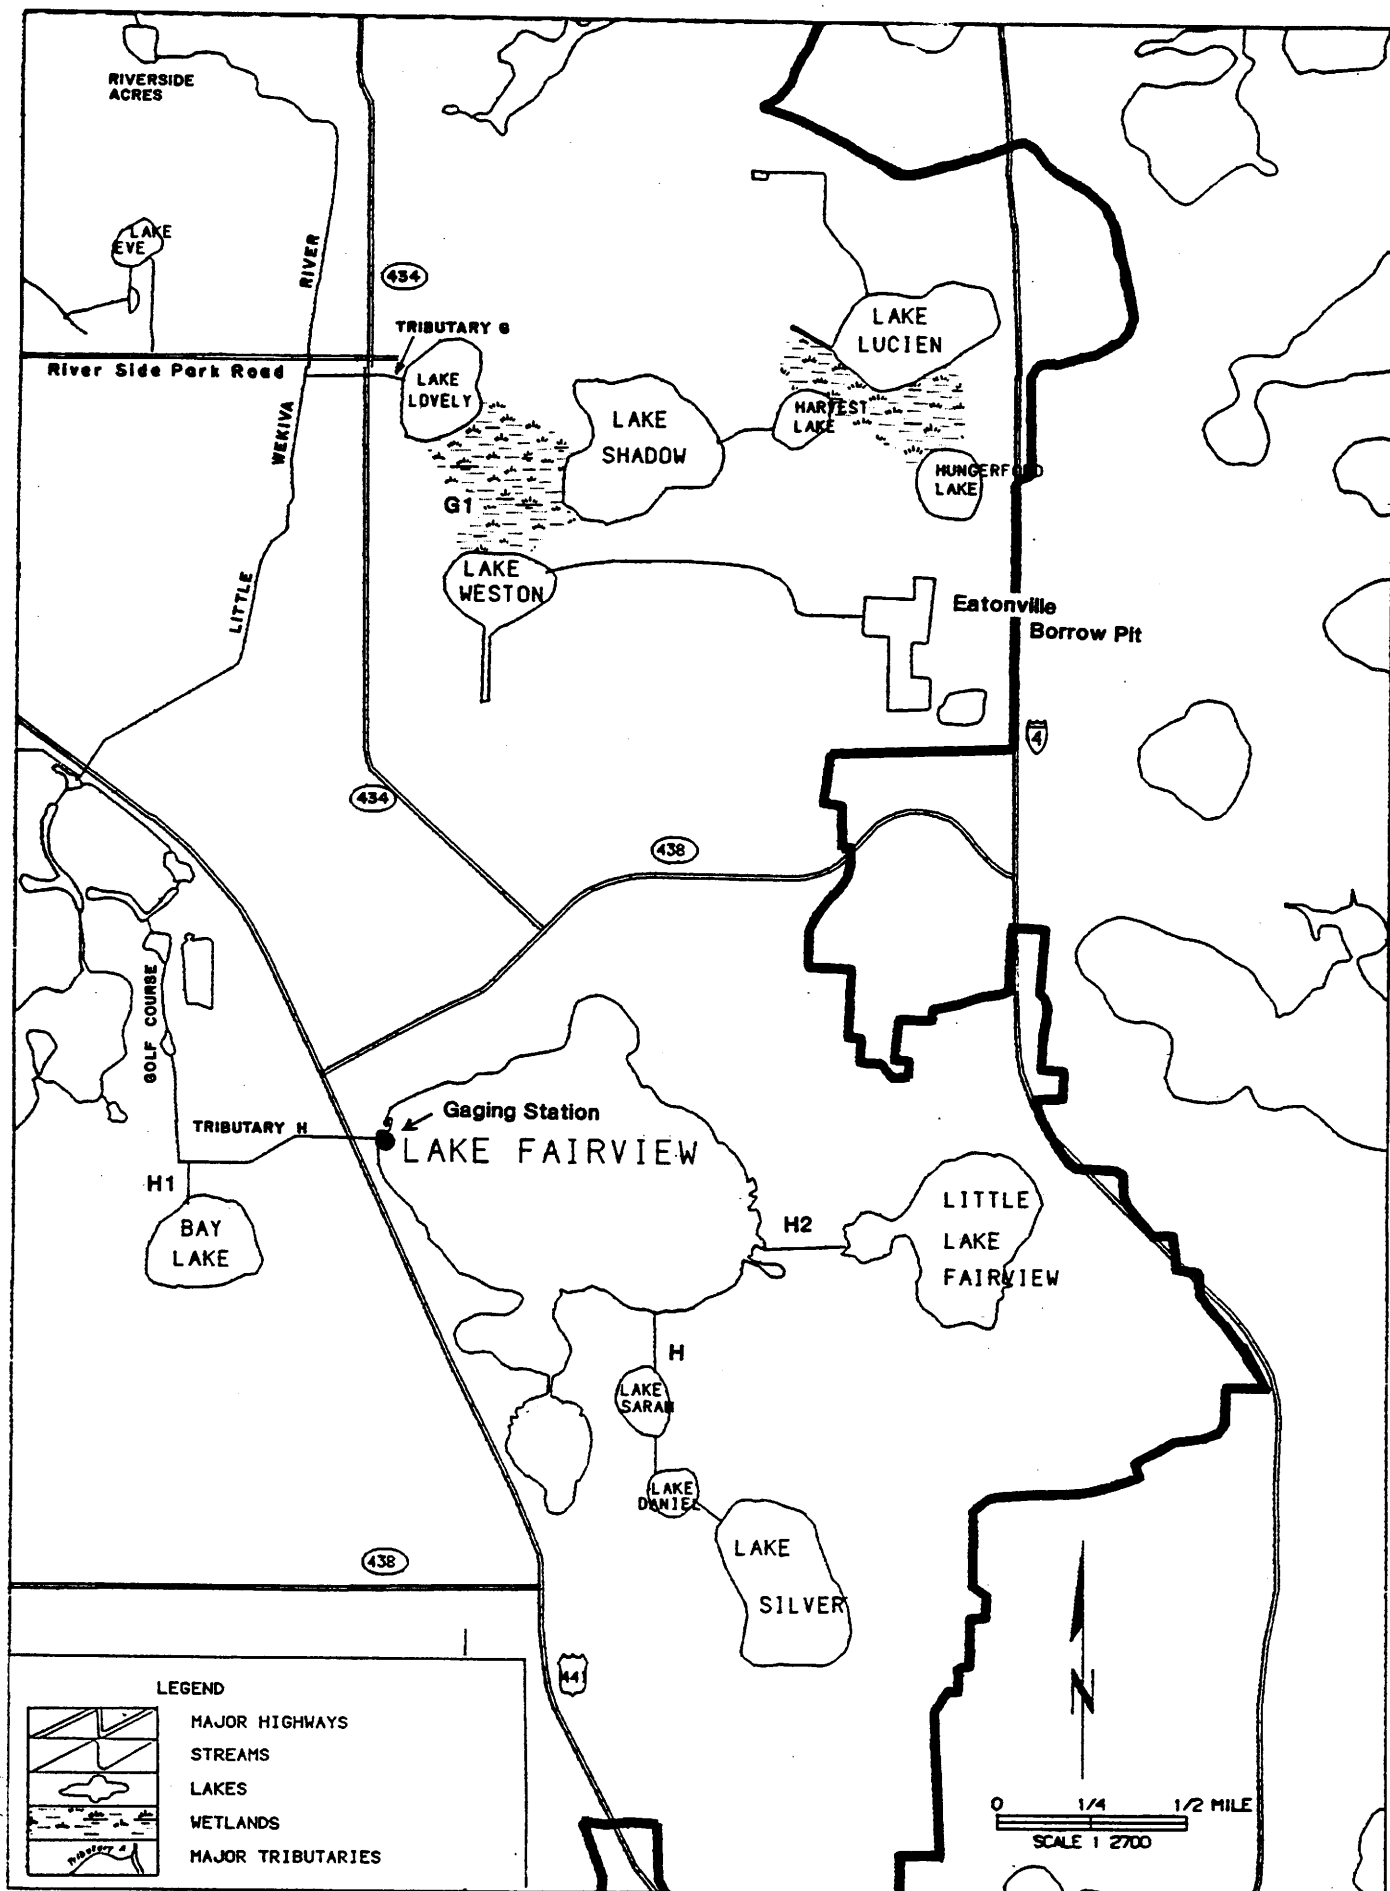 RIVERSIDE
ACRES
LAKE
EVE
RIVER
434
TRIBUTARY G
River Side Park Road
LAKE
LOVELY
LAKE
LUCIEN
LAKE
SHADOW
HARVEST
LAKE
HUNGERFORD
LAKE
WEKIVA
G1
LITTLE
LAKE
WESTON
Eatonville
Borrow Pit
4
434
438
GOLF COURSE
TRIBUTARY H
Gaging Station
LAKE FAIRVIEW
H1
BAY
LAKE
H2
LITTLE
LAKE
FAIRVIEW
H
LAKE
SARAH
LAKE
DANIEL
LAKE
SILVER
438
441
N
LEGEND
MAJOR HIGHWAYS
STREAMS
LAKES
WETLANDS
Tributary A
MAJOR TRIBUTARIES
0 1/4 1/2 MILE
SCALE 1 2700